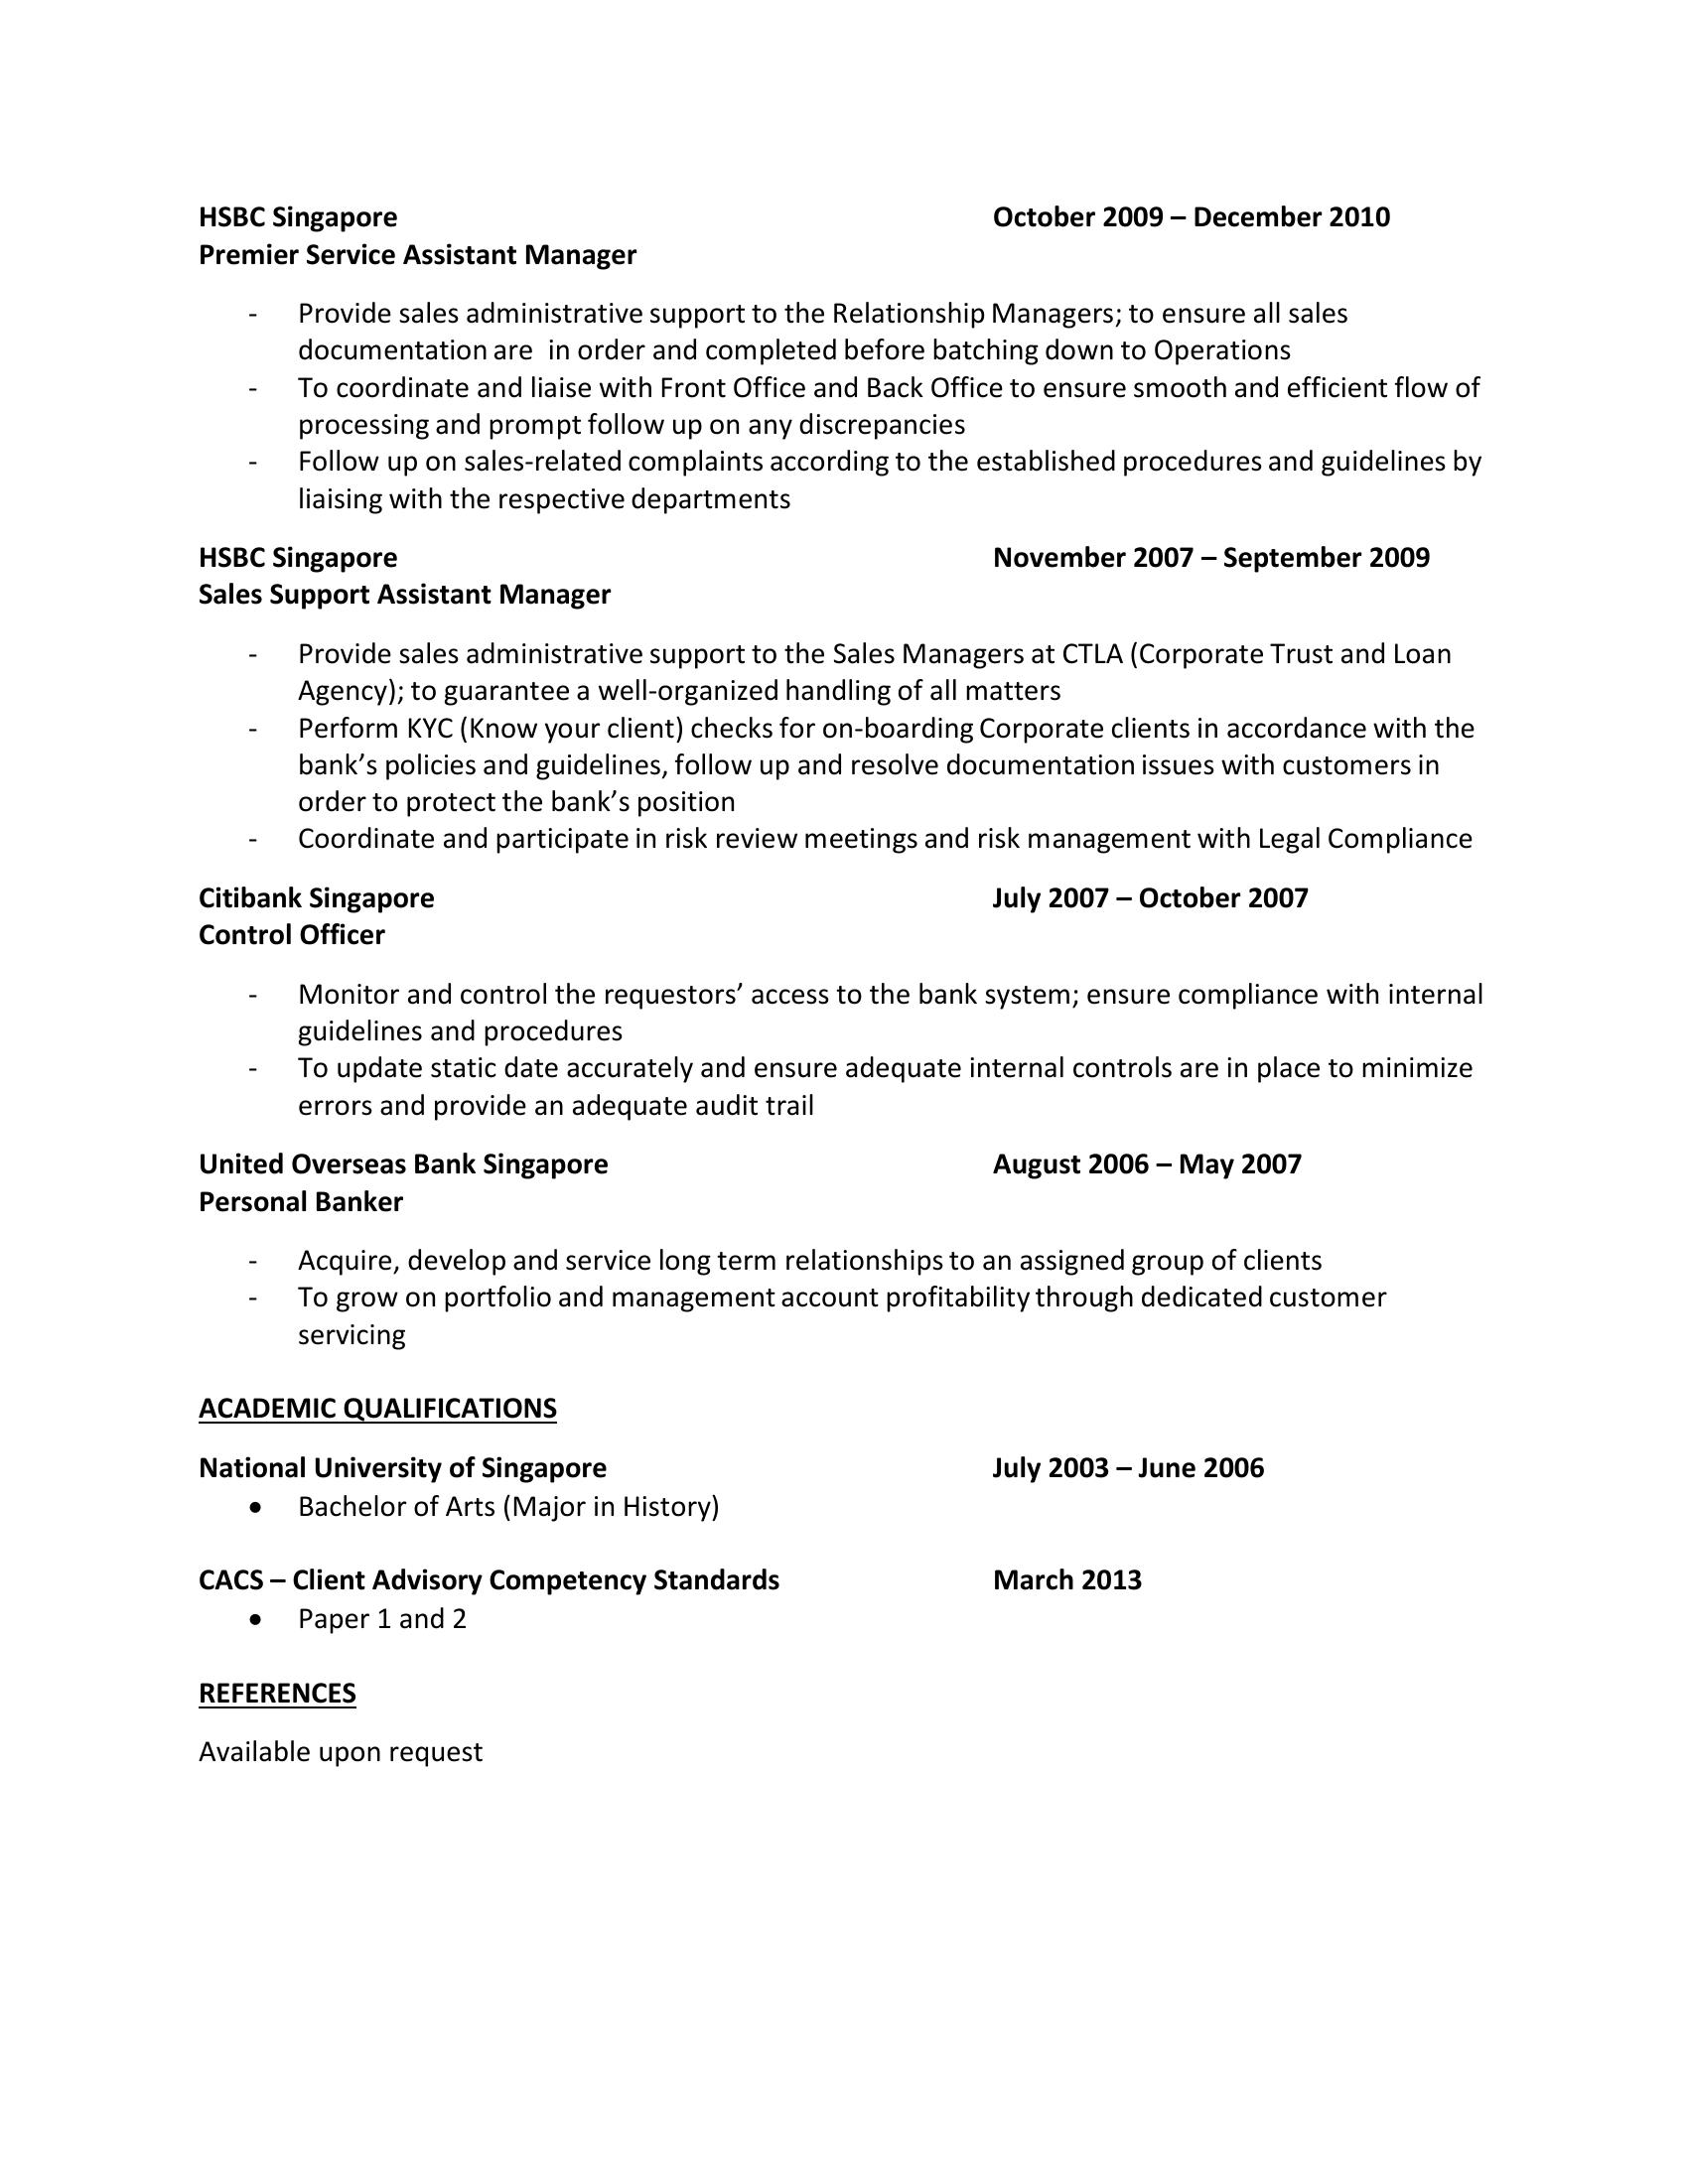 HSBC Singapore October 2009 – December 2010
Premier Service Assistant Manager
- Provide sales administrative support to the Relationship Managers; to ensure all sales
documentation are  in order and completed before batching down to Operations
- To coordinate and liaise with Front Office and Back Office to ensure smooth and efficient flow of
processing and prompt follow up on any discrepancies
- Follow up on sales-related complaints according to the established procedures and guidelines by
liaising with the respective departments
HSBC Singapore November 2007 – September 2009
Sales Support Assistant Manager
- Provide sales administrative support to the Sales Managers at CTLA (Corporate Trust and Loan
Agency); to guarantee a well-organized handling of all matters
- Perform KYC (Know your client) checks for on-boarding Corporate clients in accordance with the
bank’s policies and guidelines, follow up and resolve documentation issues with customers in
order to protect the bank’s position
- Coordinate and participate in risk review meetings and risk management with Legal Compliance
Citibank Singapore July 2007 – October 2007
Control Officer
- Monitor and control the requestors’ access to the bank system; ensure compliance with internal
guidelines and procedures
- To update static date accurately and ensure adequate internal controls are in place to minimize
errors and provide an adequate audit trail
United Overseas Bank Singapore August 2006 – May 2007
Personal Banker
- Acquire, develop and service long term relationships to an assigned group of clients
- To grow on portfolio and management account profitability through dedicated customer
servicing
ACADEMIC QUALIFICATIONS
National University of Singapore July 2003 – June 2006
• Bachelor of Arts (Major in History)
CACS – Client Advisory Competency Standards March 2013
• Paper 1 and 2
REFERENCES
Available upon request